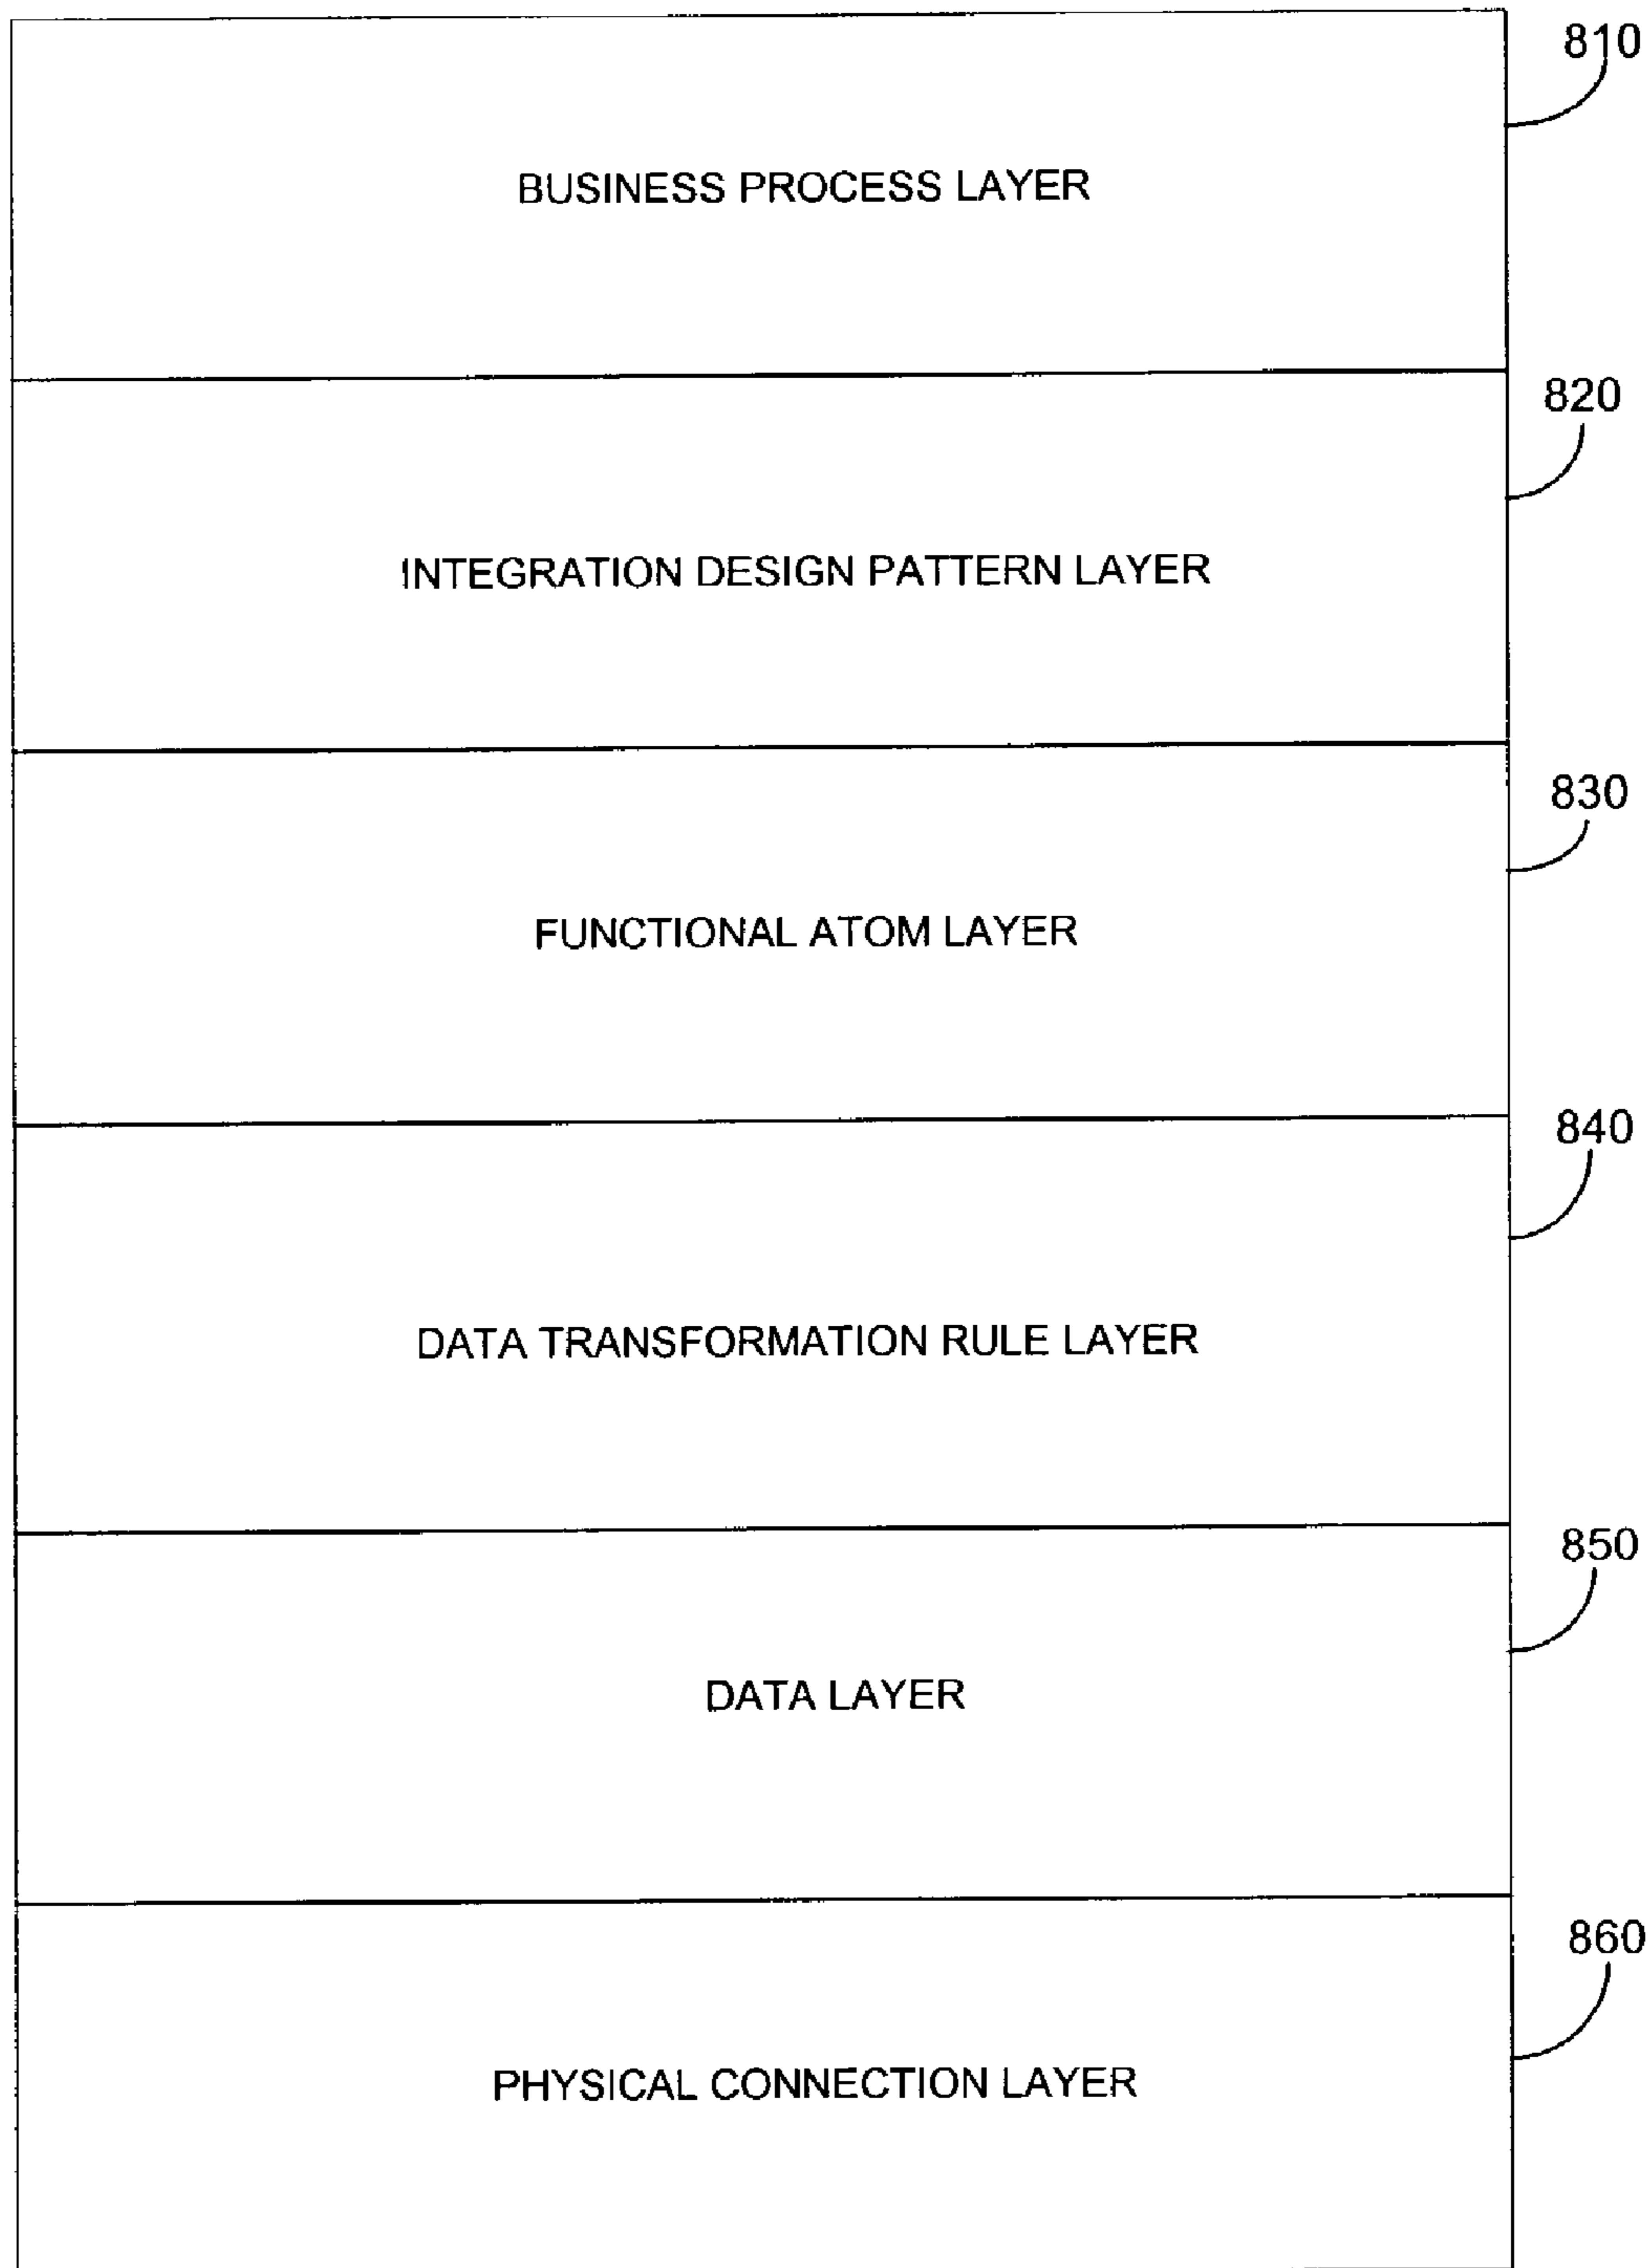 810
BUSINESS PROCESS LAYER
820
INTEGRATION DESIGN PATTERN LAYER
830
FUNCTIONAL ATOM LAYER
840
DATA TRANSFORMATION RULE LAYER
850
DATA LAYER
860
PHYSICAL CONNECTION LAYER